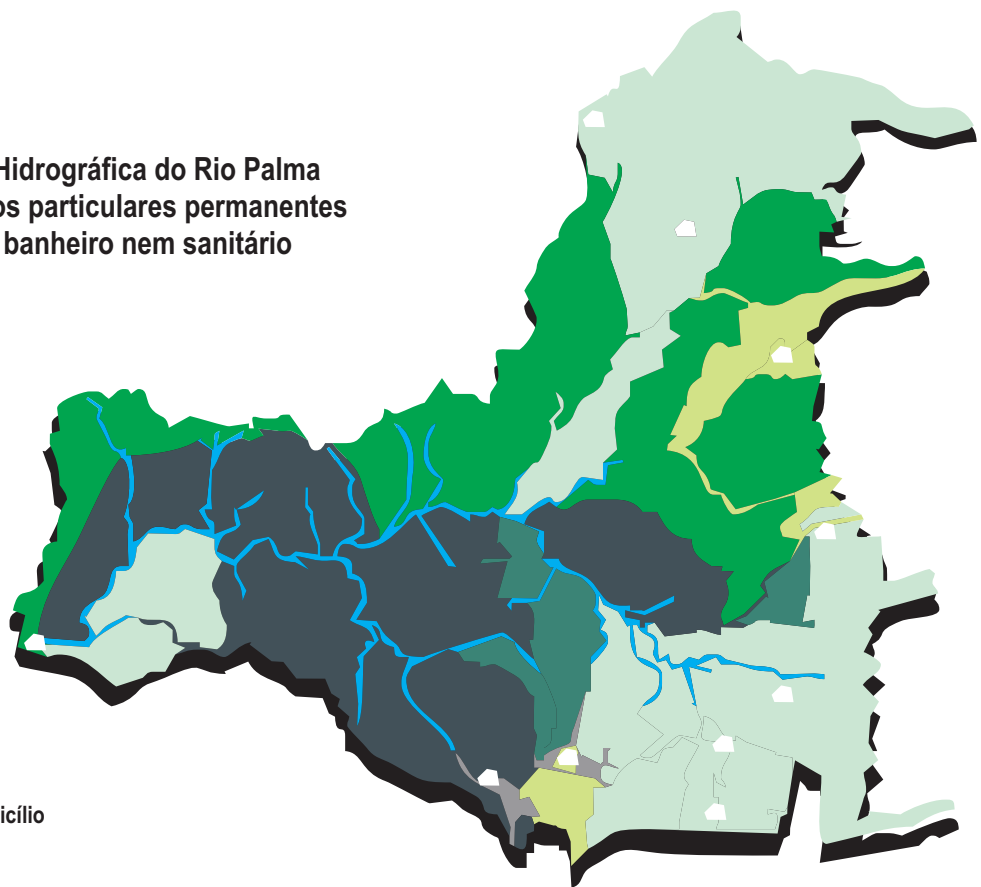 Hidrográfica do Rio Palma
os particulares permanentes
banheiro nem sanitário
icílio